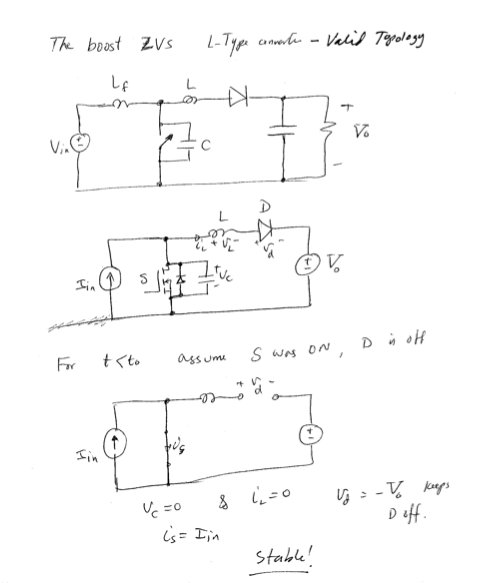 The boost ZVS L-Type converter - Valid Topology
Lf L
Vin C + Vo -
L D
iL + VL - + Vd -
Iin S + Vc - Vo
For t < to assume S was ON, D is off
+ Vd -
Iin is
Vc = 0 & iL = 0 Vd = - Vo keeps
D off.
is = Iin
Stable!